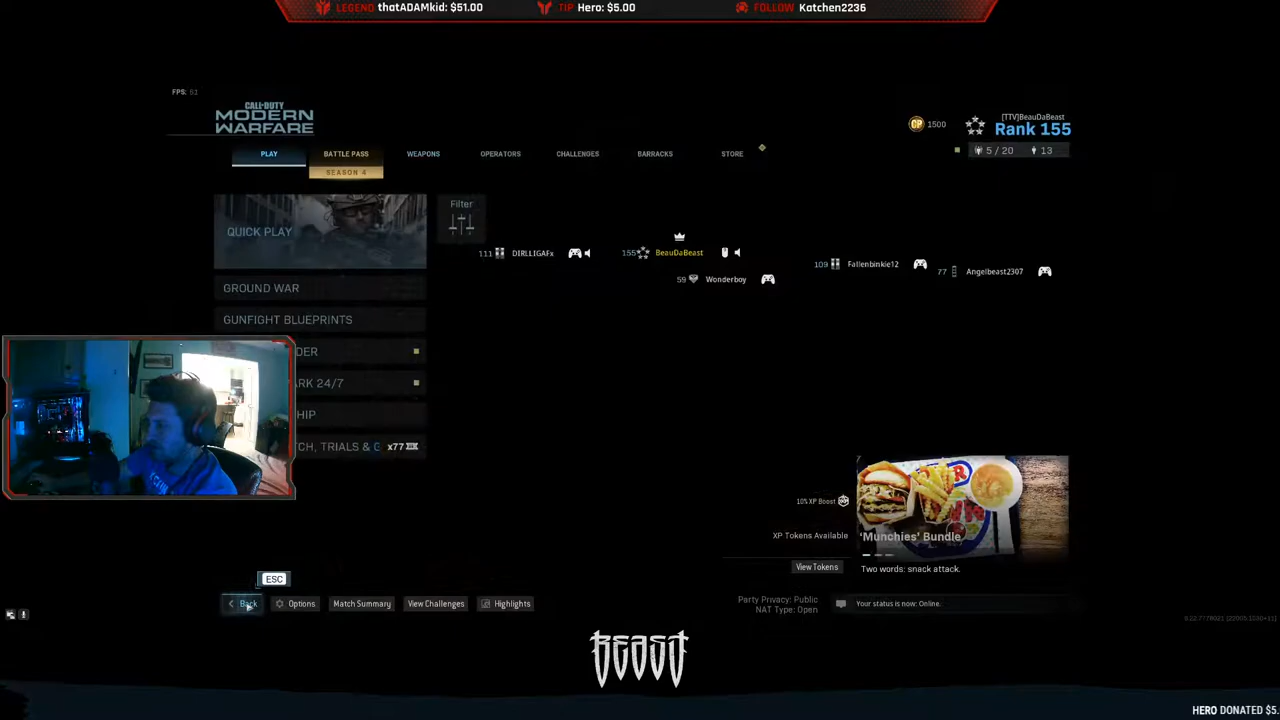 LEGEND thatADAMkid: $51.00
TIP Hero: $5.00
FOLLOW Katchen2236
FPS: 51
CALL·DUTY
MODERN
WARFARE
CP 1500
[TTV]BeauDaBeast
Rank 155
5 / 20
13
PLAY
BATTLE PASS
SEASON 4
WEAPONS
OPERATORS
CHALLENGES
BARRACKS
STORE
QUICK PLAY
Filter
GROUND WAR
GUNFIGHT BLUEPRINTS
DER
ARK 24/7
HIP
TCH, TRIALS & G x77
111 DIRLLIGAFx
155 BeauDaBeast
59 Wonderboy
109 Fallenbinkie12
77 Angelbeast2307
10% XP Boost
XP Tokens Available
View Tokens
'Munchies' Bundle
Two words: snack attack.
ESC
Back
Options
Match Summary
View Challenges
Highlights
Party Privacy: Public
NAT Type: Open
Your status is now: Online.
BEAST
HERO DONATED $5.